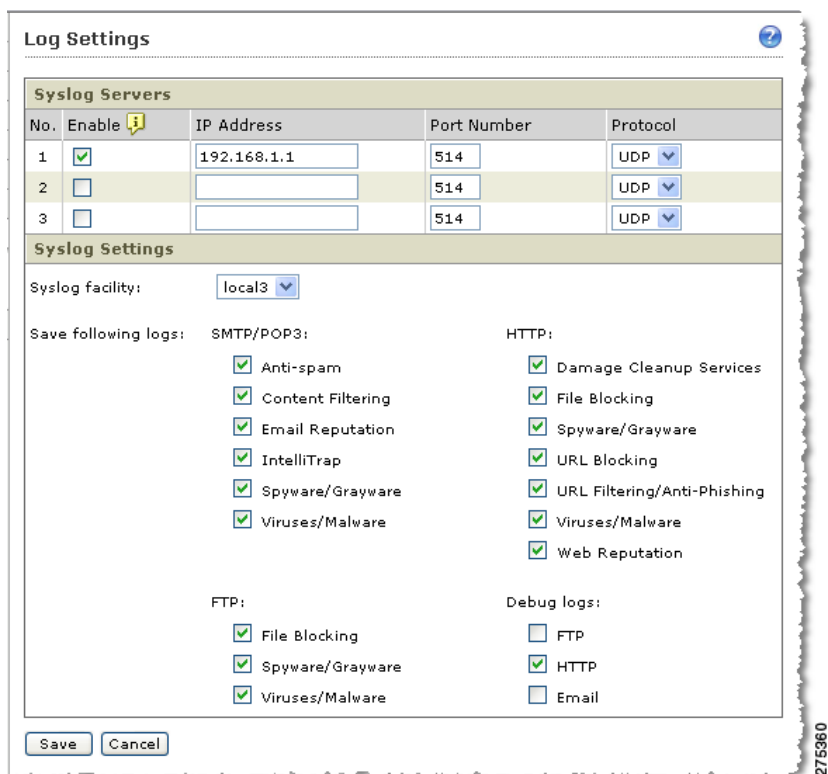 Log Settings
Syslog Servers
No. Enable IP Address Port Number Protocol
1 192.168.1.1 514 UDP
2 514 UDP
3 514 UDP
Syslog Settings
Syslog facility: local3
Save following logs: SMTP/POP3: HTTP:
Anti-spam Damage Cleanup Services
Content Filtering File Blocking
Email Reputation Spyware/Grayware
IntelliTrap URL Blocking
Spyware/Grayware URL Filtering/Anti-Phishing
Viruses/Malware Viruses/Malware
Web Reputation
FTP: Debug logs:
File Blocking FTP
Spyware/Grayware HTTP
Viruses/Malware Email
Save Cancel
275360